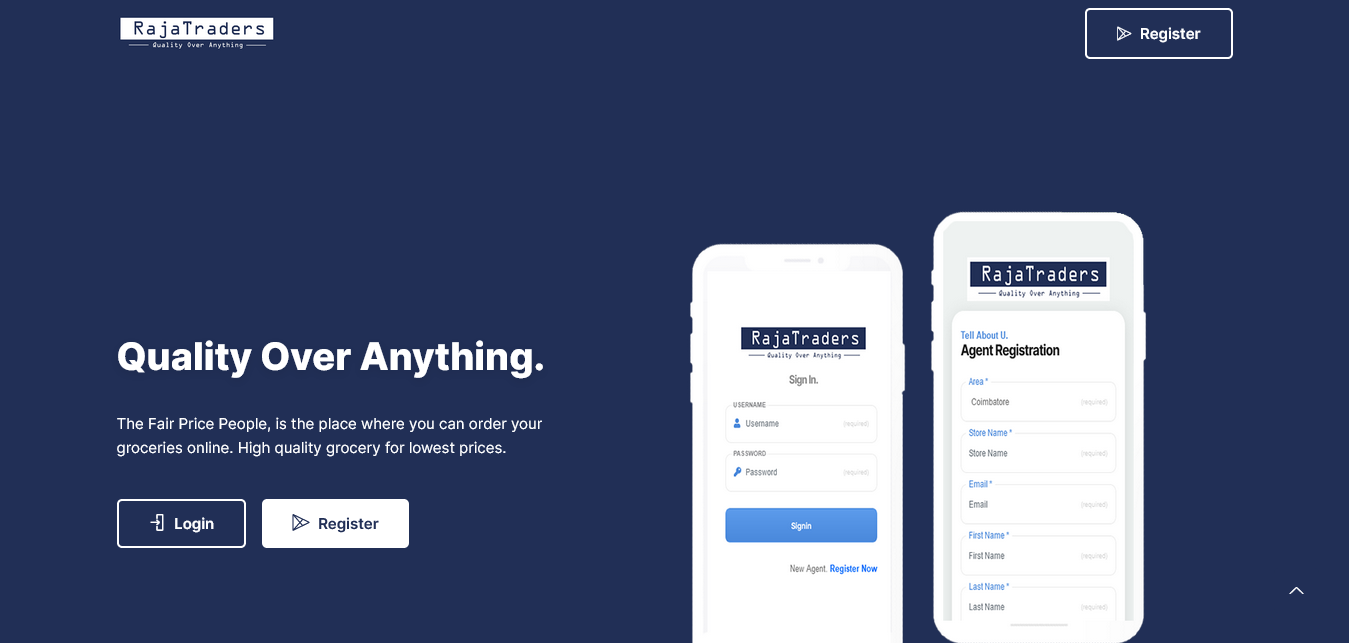 RajaTraders
Quality Over Anything
Register
Quality Over Anything.
The Fair Price People, is the place where you can order your
groceries online. High quality grocery for lowest prices.
Login
Register
RajaTraders
Quality Over Anything
Sign In.
USERNAME
Username (required)
PASSWORD
Password (required)
Signin
New Agent. Register Now
RajaTraders
Quality Over Anything
Tell About U.
Agent Registration
Area *
Coimbatore (required)
Store Name *
Store Name (required)
Email *
Email (required)
First Name *
First Name (required)
Last Name *
Last Name (required)